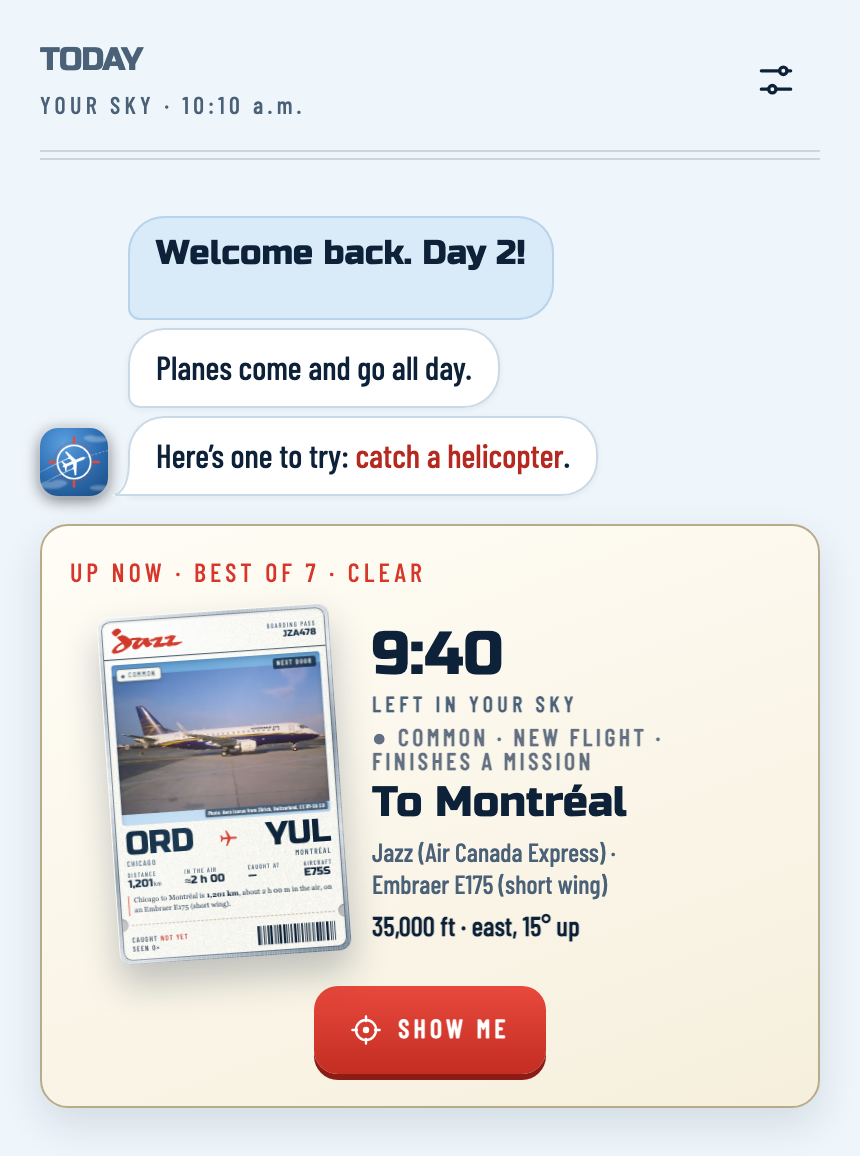 TODAY
YOUR SKY · 10:10 a.m.
Welcome back. Day 2!
Planes come and go all day.
Here's one to try: catch a helicopter.
UP NOW · BEST OF 7 · CLEAR
Jazz
BOARDING PASS
JZA478
COMMON
NEXT DOOR
ORD YUL
CHICAGO MONTRÉAL
DISTANCE IN THE AIR CAUGHT AT AIRCRAFT
1,201km ≈2 h 00 — E75S
Chicago to Montréal is 1,201 km, about 2 h 00 m in the air, on
an Embraer E175 (short wing).
CAUGHT NOT YET
SEEN 0×
9:40
LEFT IN YOUR SKY
● COMMON · NEW FLIGHT ·
FINISHES A MISSION
To Montréal
Jazz (Air Canada Express) ·
Embraer E175 (short wing)
35,000 ft · east, 15° up
SHOW ME